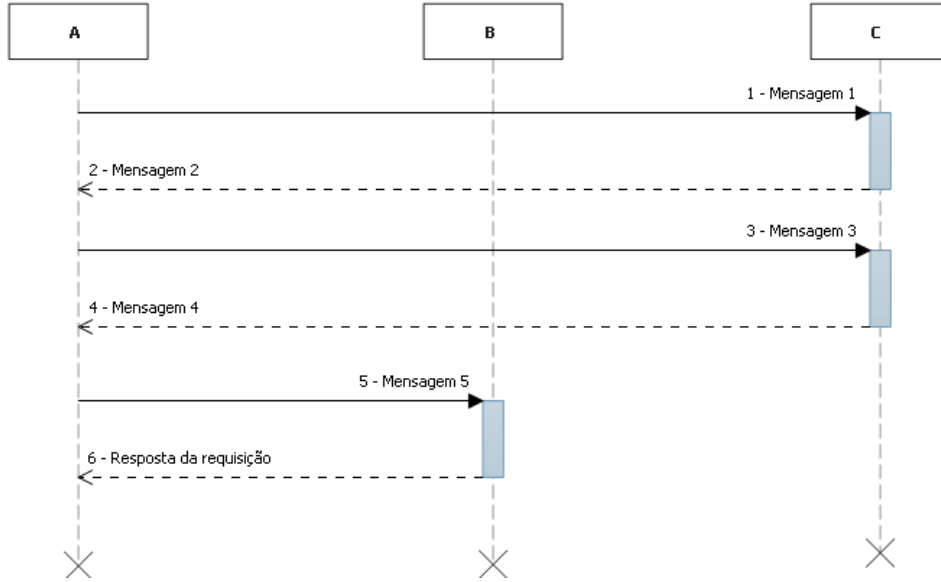 A
B
C
1 - Mensagem 1
2 - Mensagem 2
3 - Mensagem 3
4 - Mensagem 4
5 - Mensagem 5
6 - Resposta da requisição